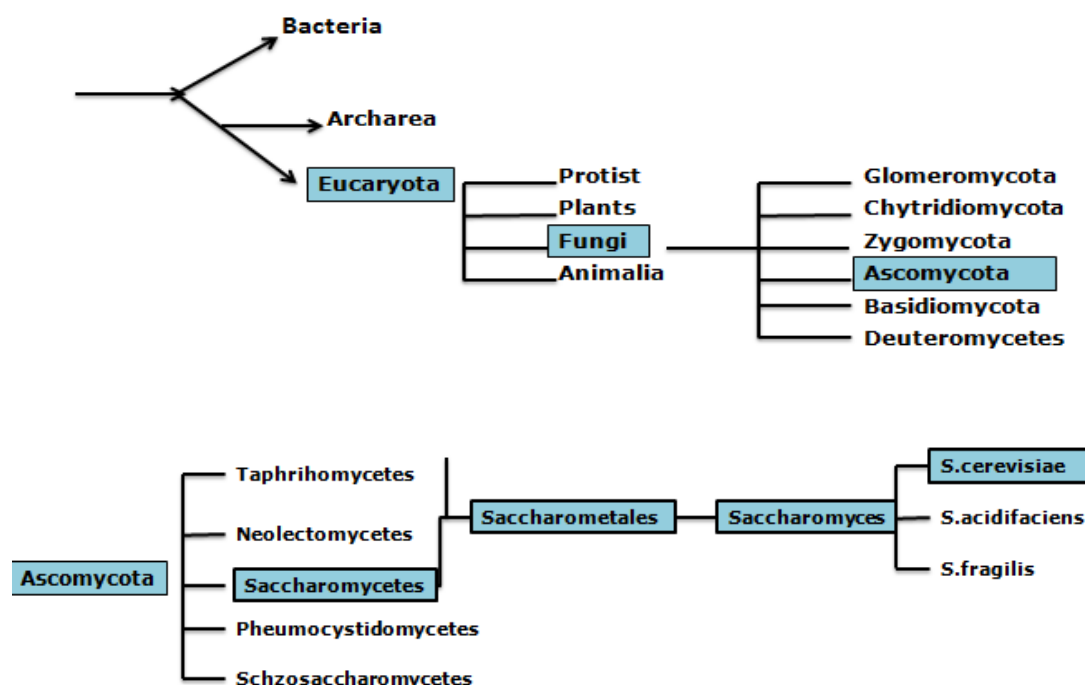 Bacteria
Archarea
Eucaryota
Protist
Plants
Fungi
Animalia
Glomeromycota
Chytridiomycota
Zygomycota
Ascomycota
Basidiomycota
Deuteromycetes
Ascomycota
Taphrihomycetes
Neolectomycetes
Saccharomycetes
Pheumocystidomycetes
Schzosaccharomycetes
Saccharometales
Saccharomyces
S.cerevisiae
S.acidifaciens
S.fragilis